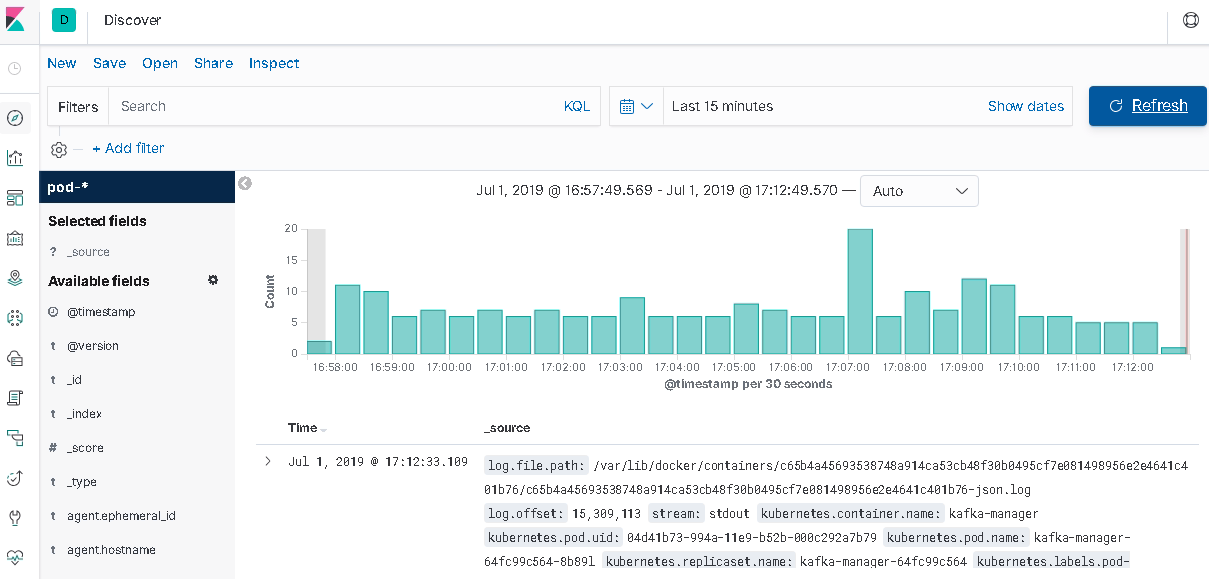 D Discover
New Save Open Share Inspect
Filters Search KQL Last 15 minutes Show dates Refresh
+ Add filter
pod-*
Jul 1, 2019 @ 16:57:49.569 - Jul 1, 2019 @ 17:12:49.570 — Auto
Selected fields
? _source
Available fields
@timestamp
t @version
t _id
t _index
# _score
t _type
t agent.ephemeral_id
t agent.hostname
Count
20
15
10
5
0
16:58:00 16:59:00 17:00:00 17:01:00 17:02:00 17:03:00 17:04:00 17:05:00 17:06:00 17:07:00 17:08:00 17:09:00 17:10:00 17:11:00 17:12:00
@timestamp per 30 seconds
Time _source
Jul 1, 2019 @ 17:12:33.109 log.file.path: /var/lib/docker/containers/c65b4a45693538748a914ca53cb48f30b0495cf7e081498956e2e4641c4
01b76/c65b4a45693538748a914ca53cb48f30b0495cf7e081498956e2e4641c401b76-json.log
log.offset: 15,309,113 stream: stdout kubernetes.container.name: kafka-manager
kubernetes.pod.uid: 04d41b73-994a-11e9-b52b-000c292a7b79 kubernetes.pod.name: kafka-manager-
64fc99c564-8b89l kubernetes.replicaset.name: kafka-manager-64fc99c564 kubernetes.labels.pod-